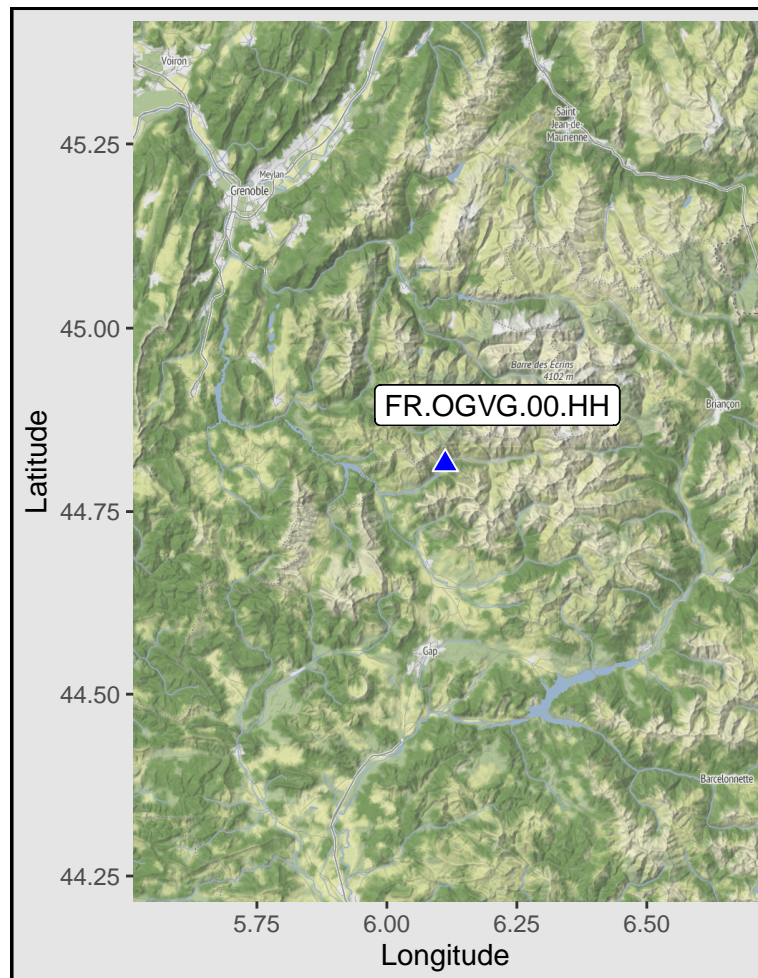 Voiron
45.25
Saint
Jean-de-
Maurienne
Meylan
Grenoble
45.00
Barre des Écrins
4102 m
FR.OGVG.00.HH
Briançon
Latitude
44.75
Gap
44.50
Barcelonnette
44.25
5.75 6.00 6.25 6.50
Longitude